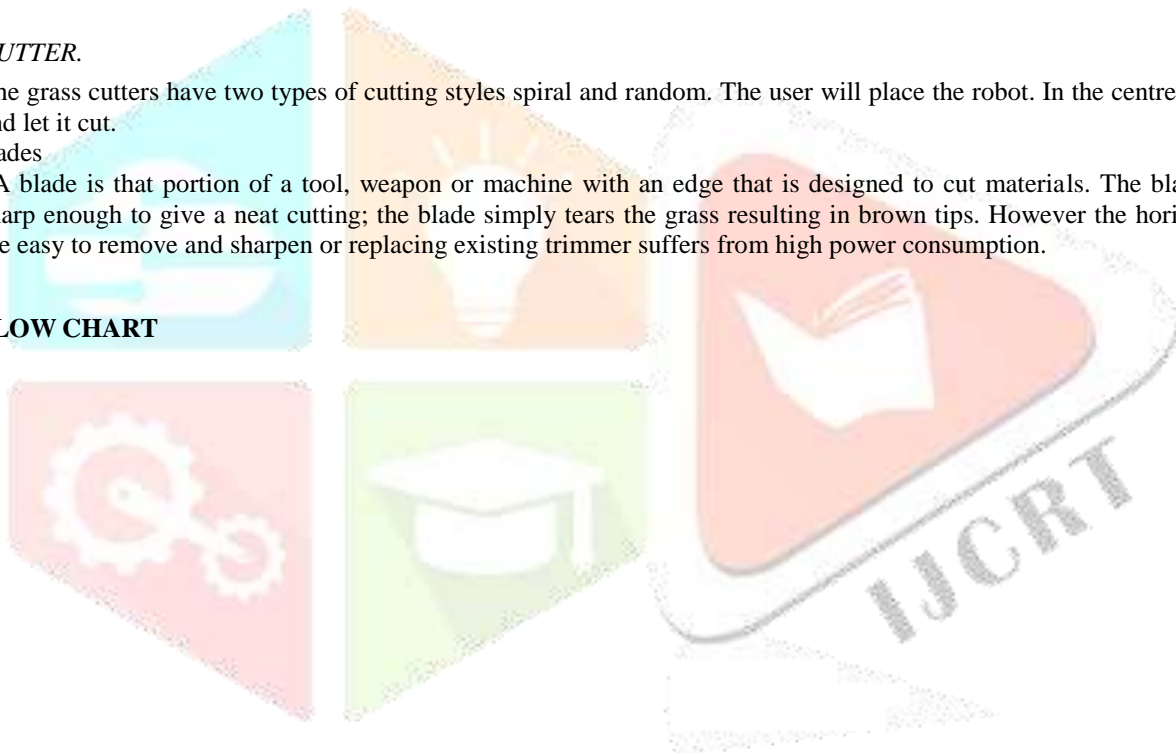 UTTER.
he grass cutters have two types of cutting styles spiral and random. The user will place the robot. In the centre
nd let it cut.
ades
A blade is that portion of a tool, weapon or machine with an edge that is designed to cut materials. The bla
harp enough to give a neat cutting; the blade simply tears the grass resulting in brown tips. However the hori
e easy to remove and sharpen or replacing existing trimmer suffers from high power consumption.
LOW CHART
IJCRT